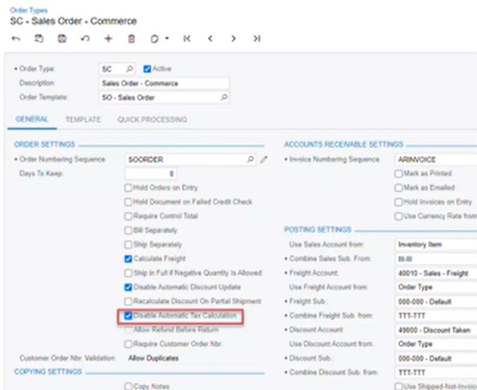 Order Types
SC - Sales Order - Commerce
Order Type: SC Active
Description: Sales Order - Commerce
Order Template: SO - Sales Order
GENERAL TEMPLATE QUICK PROCESSING
ORDER SETTINGS
Order Numbering Sequence: SOORDER
Days To Keep: 0
Hold Orders on Entry
Hold Document on Failed Credit Check
Require Control Total
Bill Separately
Ship Separately
Calculate Freight
Ship In Full if Negative Quantity Is Allowed
Disable Automatic Discount Update
Recalculate Discount On Partial Shipment
Disable Automatic Tax Calculation
Allow Refund Before Return
Require Customer Order Nbr.
Customer Order Nbr. Validation: Allow Duplicates
COPYING SETTINGS
Copy Notes
ACCOUNTS RECEIVABLE SETTINGS
Invoice Numbering Sequence: ARINVOICE
Mark as Printed
Mark as Emailed
Hold Invoices on Entry
Use Currency Rate from
POSTING SETTINGS
Use Sales Account from: Inventory Item
Combine Sales Sub. From: III-III
Freight Account: 40010 - Sales - Freight
Use Freight Account from: Order Type
Freight Sub.: 000-000 - Default
Combine Freight Sub. from: TTT-TTT
Discount Account: 49000 - Discount Taken
Use Discount Account from: Order Type
Discount Sub.: 000-000 - Default
Combine Discount Sub. from: TTT-TTT
Use Shipped-Not-Invoic